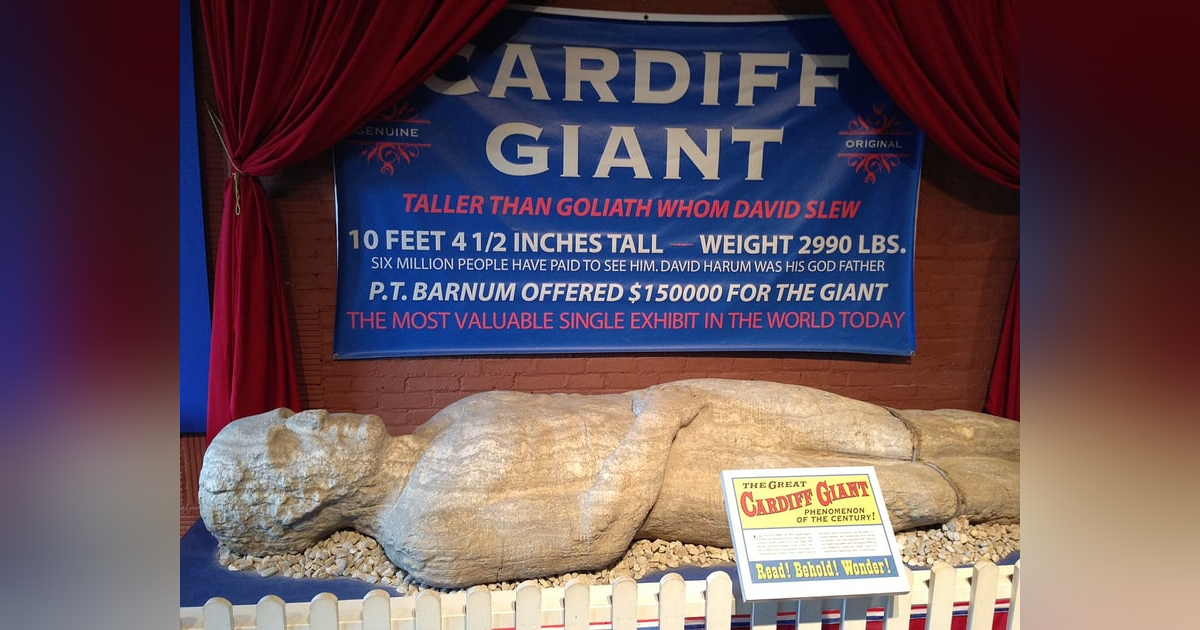 CARDIFF
GIANT
GENUINE
ORIGINAL
TALLER THAN GOLIATH WHOM DAVID SLEW
10 FEET 4 1/2 INCHES TALL — WEIGHT 2990 LBS.
SIX MILLION PEOPLE HAVE PAID TO SEE HIM. DAVID HARUM WAS HIS GOD FATHER
P.T. BARNUM OFFERED $150000 FOR THE GIANT
THE MOST VALUABLE SINGLE EXHIBIT IN THE WORLD TODAY
THE GREAT
CARDIFF GIANT
PHENOMENON
OF THE CENTURY!
Read! Behold! Wonder!